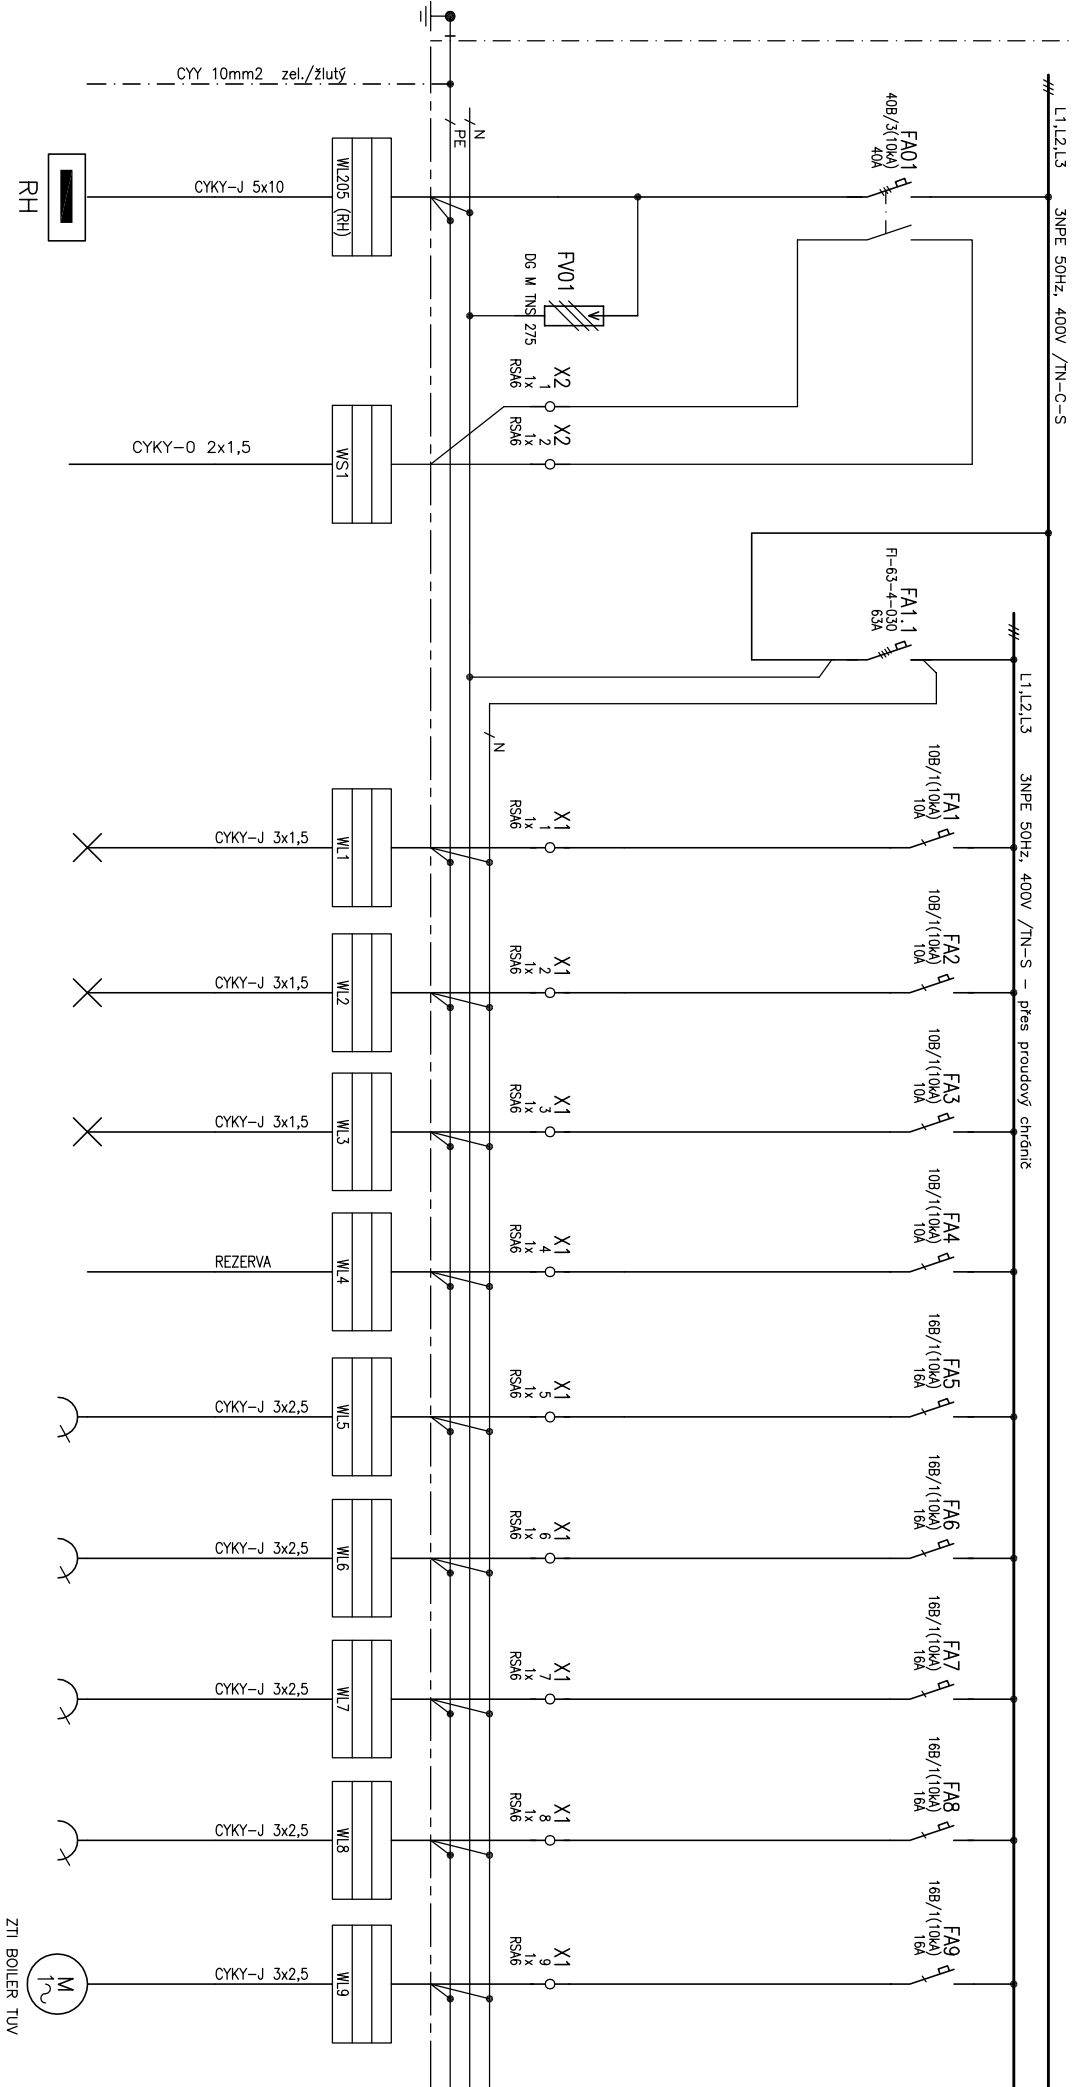 L1,L2,L3    3NPE 50Hz, 400V /TN-C-S
FA01
40B/3(10kA)
40A
CYY 10mm2  zel./žlutý
N
PE
FV01
DG M TNS 275
X2
1
1x
RSA6
X2
2
1x
RSA6
WL205 (RH)
CYKY-J 5x10
RH
WS1
CYKY-O 2x1,5
FA1.1
FI-63-4-030
63A
L1,L2,L3    3NPE 50Hz, 400V /TN-S - přes proudový chránič
N
FA1
10B/1(10kA)
10A
X1
1
1x
RSA6
WL1
CYKY-J 3x1,5
FA2
10B/1(10kA)
10A
X1
2
1x
RSA6
WL2
CYKY-J 3x1,5
FA3
10B/1(10kA)
10A
X1
3
1x
RSA6
WL3
CYKY-J 3x1,5
FA4
10B/1(10kA)
10A
X1
4
1x
RSA6
WL4
REZERVA
FA5
16B/1(10kA)
16A
X1
5
1x
RSA6
WL5
CYKY-J 3x2,5
FA6
16B/1(10kA)
16A
X1
6
1x
RSA6
WL6
CYKY-J 3x2,5
FA7
16B/1(10kA)
16A
X1
7
1x
RSA6
WL7
CYKY-J 3x2,5
FA8
16B/1(10kA)
16A
X1
8
1x
RSA6
WL8
CYKY-J 3x2,5
FA9
16B/1(10kA)
16A
X1
9
1x
RSA6
WL9
CYKY-J 3x2,5
M
1~
ZTI BOILER TUV